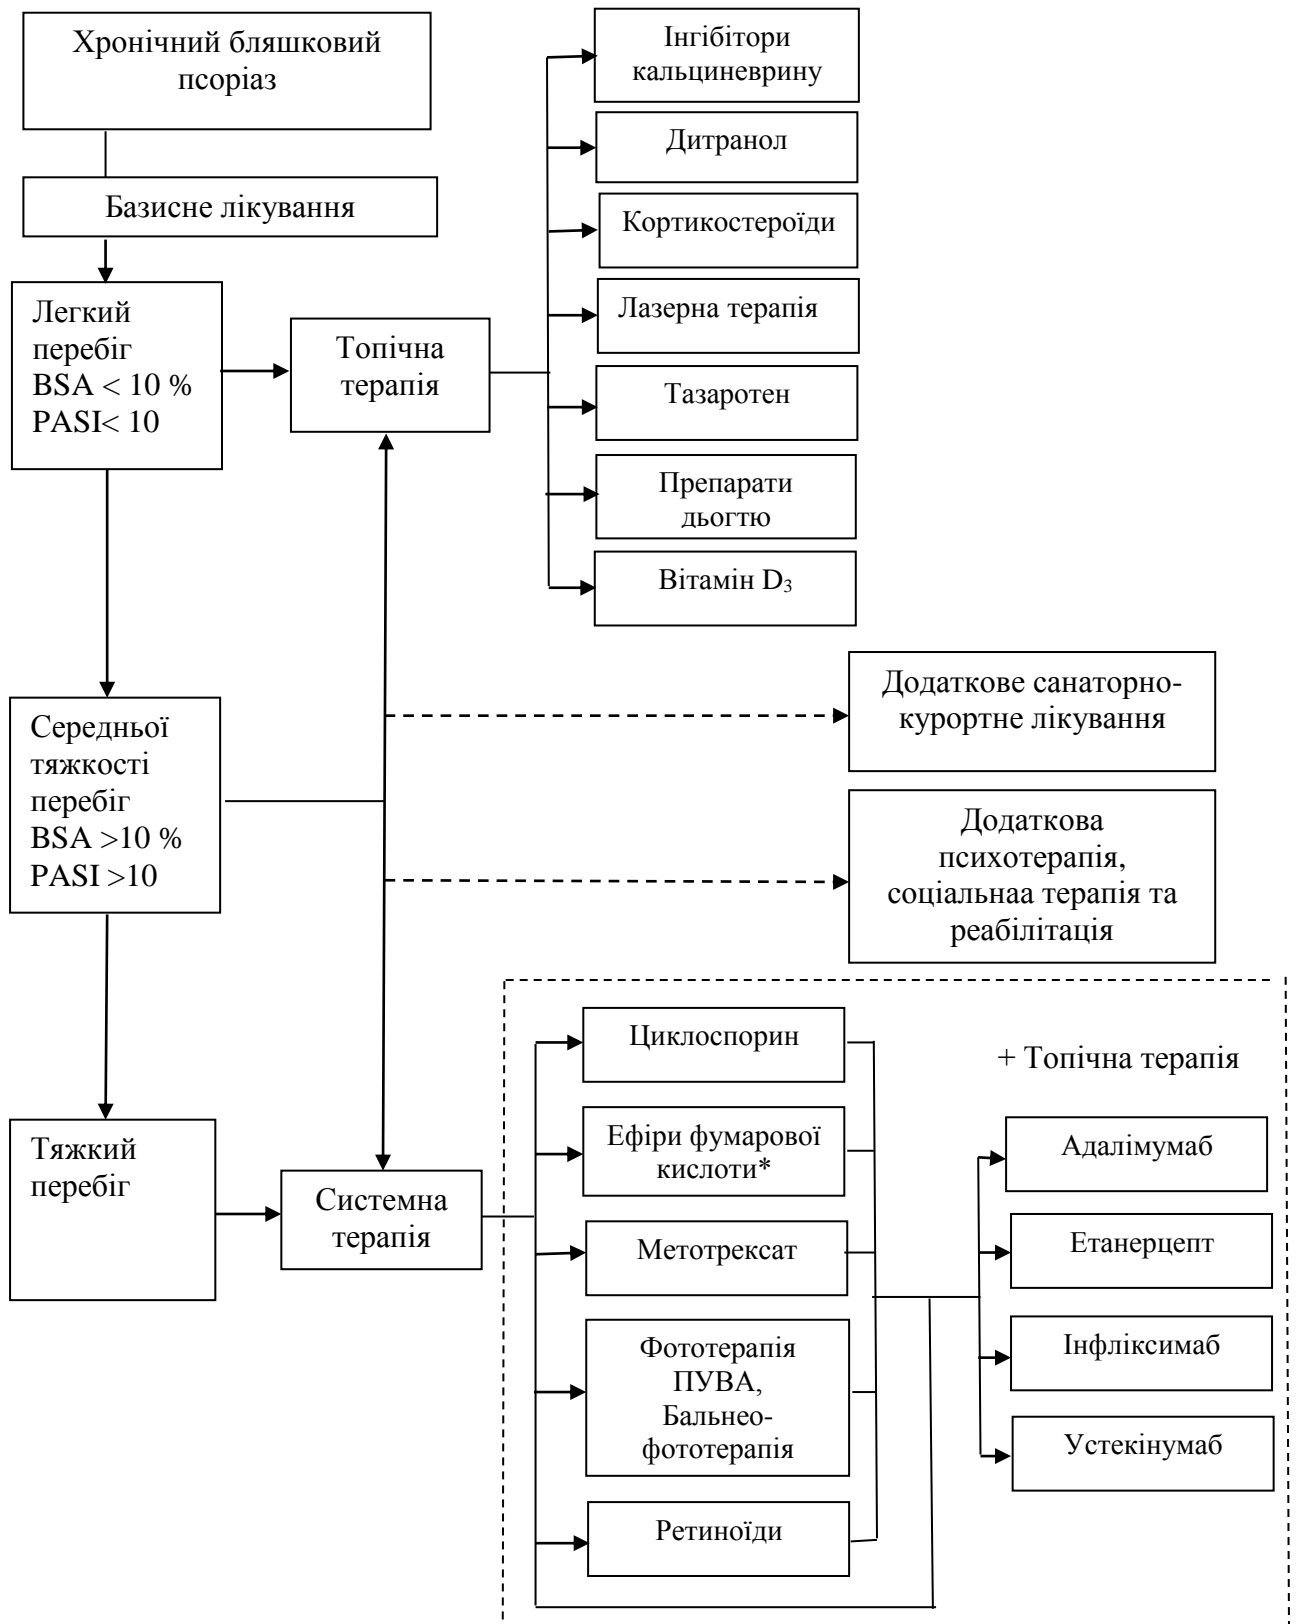 Хронічний бляшковий
псоріаз
Базисне лікування
Легкий
перебіг
BSA < 10 %
PASI< 10
Топічна
терапія
Інгібітори
кальциневрину
Дитранол
Кортикостероїди
Лазерна терапія
Тазаротен
Препарати
дьогтю
Вітамін D₃
Середньої
тяжкості
перебіг
BSA >10 %
PASI >10
Додаткове санаторно-
курортне лікування
Додаткова
психотерапія,
соціальнаа терапія та
реабілітація
Тяжкий
перебіг
Системна
терапія
Циклоспорин
Ефіри фумарової
кислоти*
Метотрексат
Фототерапія
ПУВА,
Бальнео-
фототерапія
Ретиноїди
+ Топічна терапія
Адалімумаб
Етанерцепт
Інфліксимаб
Устекінумаб